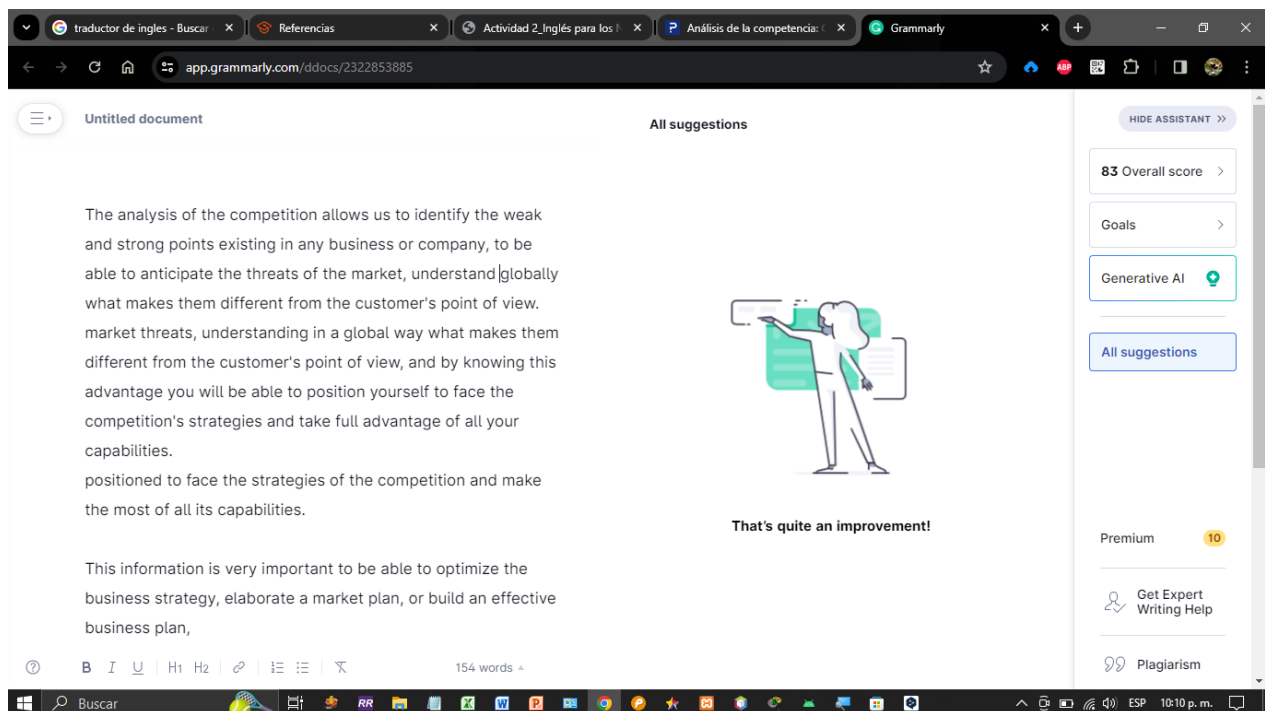 traductor de ingles - Buscar
Referencias
Actividad 2_Inglés para los N
Análisis de la competencia: (
Grammarly
app.grammarly.com/ddocs/2322853885
ABP
Untitled document
All suggestions
HIDE ASSISTANT
83 Overall score
The analysis of the competition allows us to identify the weak
and strong points existing in any business or company, to be
able to anticipate the threats of the market, understand globally
what makes them different from the customer's point of view.
market threats, understanding in a global way what makes them
different from the customer's point of view, and by knowing this
advantage you will be able to position yourself to face the
competition's strategies and take full advantage of all your
capabilities.
positioned to face the strategies of the competition and make
the most of all its capabilities.
This information is very important to be able to optimize the
business strategy, elaborate a market plan, or build an effective
business plan,
Goals
Generative AI
All suggestions
That's quite an improvement!
Premium 10
Get Expert
Writing Help
Plagiarism
B I U H1 H2
154 words
Buscar
RR
ESP 10:10 p. m.